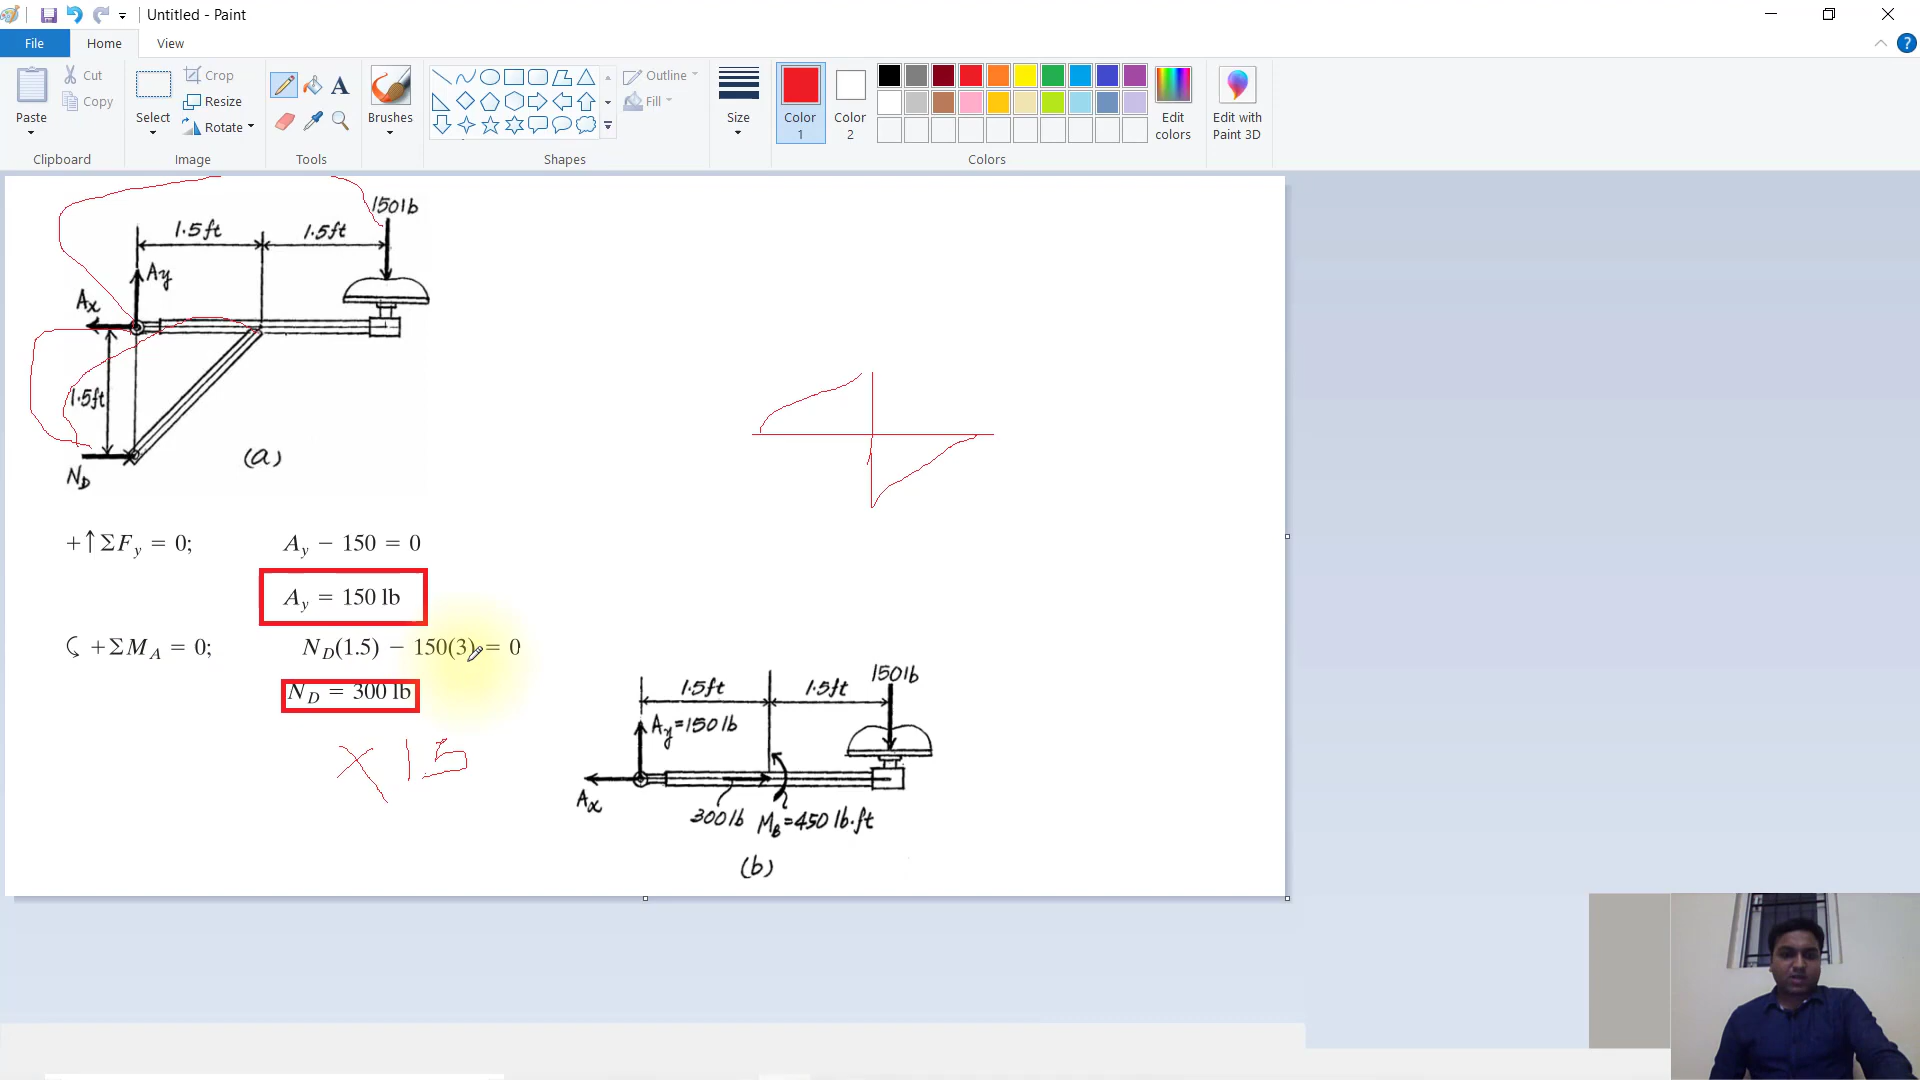 Untitled - Paint
File Home View
Paste
Cut
Copy
Clipboard
Select
Crop
Resize
Rotate
Image
A
Tools
Brushes
Outline
Fill
Shapes
Size
Color 1
Color 2
Edit colors
Colors
Edit with Paint 3D
?
150lb
1.5ft 1.5ft
Ay
Ax
1.5ft
ND
(a)
+↑ΣFy = 0; Ay − 150 = 0
Ay = 150 lb
⤹ +ΣMA = 0; ND(1.5) − 150(3) = 0
ND = 300 lb
X 1.5
150lb
1.5ft 1.5ft
Ay=150lb
Ax
300lb MB=450 lb·ft
(b)